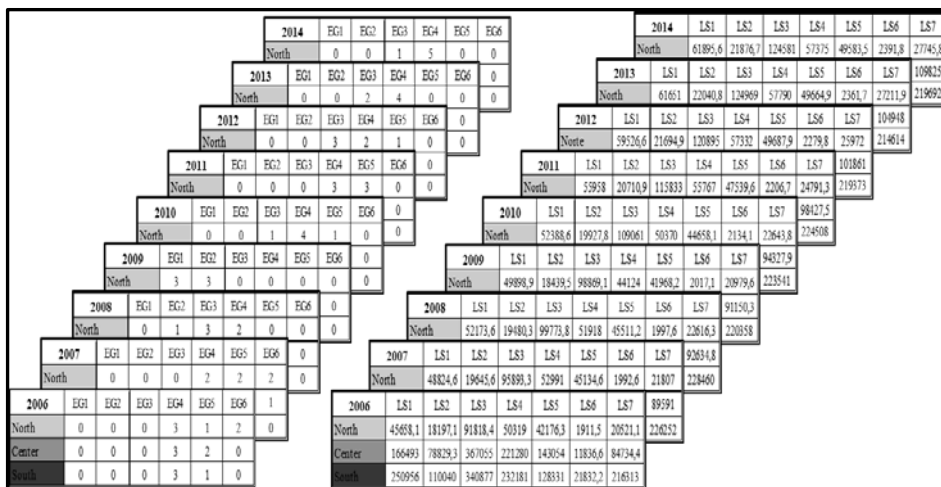 2014 EG1 EG2 EG3 EG4 EG5 EG6
North 0 0 1 5 0 0
2013 EG1 EG2 EG3 EG4 EG5 EG6 0
North 0 0 2 4 0 0 0
2012 EG1 EG2 EG3 EG4 EG5 EG6 0
North 0 0 3 2 1 0 0
2011 EG1 EG2 EG3 EG4 EG5 EG6 0
North 0 0 0 3 3 0 0
2010 EG1 EG2 EG3 EG4 EG5 EG6 0
North 0 0 1 4 1 0 0
2009 EG1 EG2 EG3 EG4 EG5 EG6 0
North 3 3 0 0 0 0 0
2008 EG1 EG2 EG3 EG4 EG5 EG6 0
North 0 1 3 2 0 0 0
2007 EG1 EG2 EG3 EG4 EG5 EG6 0
North 0 0 0 2 2 2 0
2006 EG1 EG2 EG3 EG4 EG5 EG6 1
North 0 0 0 3 1 2 0
Center 0 0 0 3 2 0
South 0 0 0 3 1 0
2014 LS1 LS2 LS3 LS4 LS5 LS6 LS7
North 61895,6 21876,7 124581 57375 49583,5 2391,8 27745,8
2013 LS1 LS2 LS3 LS4 LS5 LS6 LS7 109825
North 61651 22040,8 124969 57790 49664,9 2361,7 27211,9 219692
2012 LS1 LS2 LS3 LS4 LS5 LS6 LS7 104948
Norte 59526,6 21694,9 120895 57332 49687,9 2279,8 25972 214614
2011 LS1 LS2 LS3 LS4 LS5 LS6 LS7 101861
North 55958 20710,9 115833 55767 47539,6 2206,7 24791,3 219373
2010 LS1 LS2 LS3 LS4 LS5 LS6 LS7 98427,5
North 52388,6 19927,8 109061 50370 44658,1 2134,1 22643,8 224508
2009 LS1 LS2 LS3 LS4 LS5 LS6 LS7 94327,9
North 49898,9 18439,5 98869,1 44124 41968,2 2017,1 20979,6 223541
2008 LS1 LS2 LS3 LS4 LS5 LS6 LS7 91150,3
North 52173,6 19480,3 99773,8 51918 45511,2 1997,6 22616,3 220358
2007 LS1 LS2 LS3 LS4 LS5 LS6 LS7 92634,8
North 48824,6 19645,6 95893,3 52991 45134,6 1992,6 21807 228460
2006 LS1 LS2 LS3 LS4 LS5 LS6 LS7 89591
North 45658,1 18197,1 91818,4 50319 42176,3 1911,5 20521,1 226252
Center 166493 78829,3 367055 221280 143054 11836,6 84734,4
South 250956 110040 340877 232181 128331 21832,2 216313